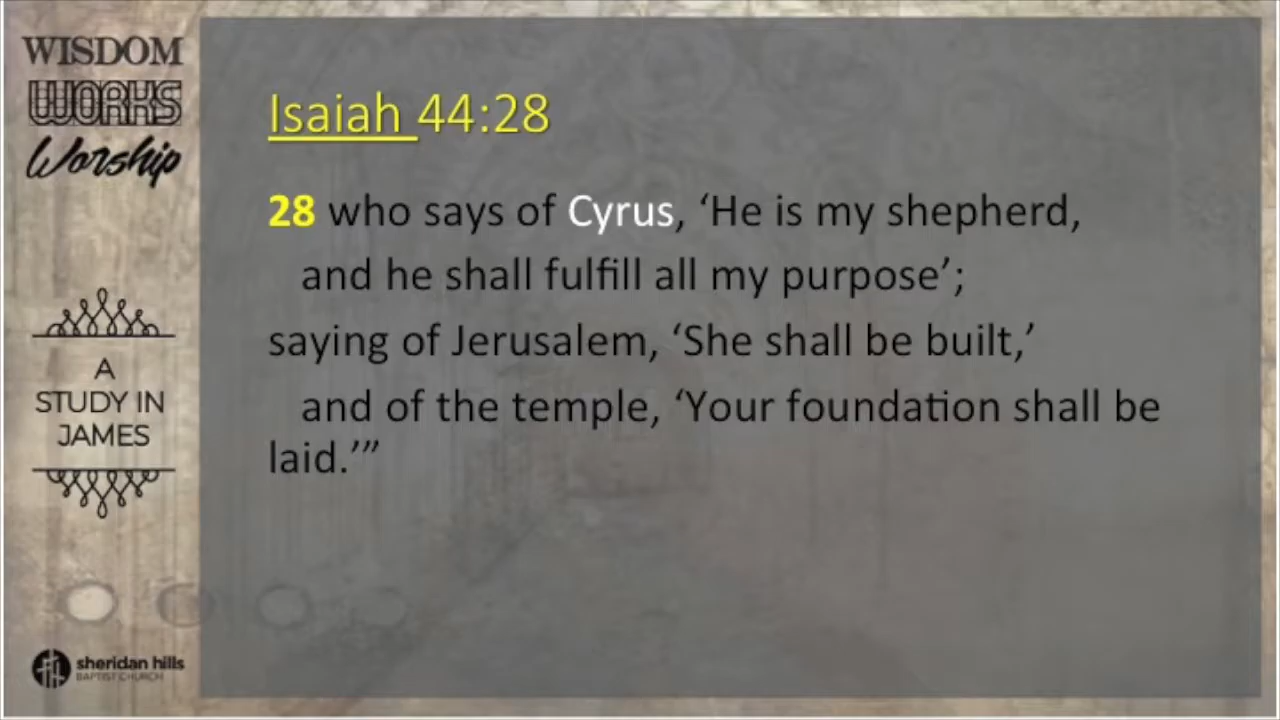 WISDOM
WORKS
Worship
A
STUDY IN
JAMES
sheridan hills
BAPTIST CHURCH
Isaiah 44:28
28 who says of Cyrus, ‘He is my shepherd,
and he shall fulfill all my purpose’;
saying of Jerusalem, ‘She shall be built,’
and of the temple, ‘Your foundation shall be
laid.’”